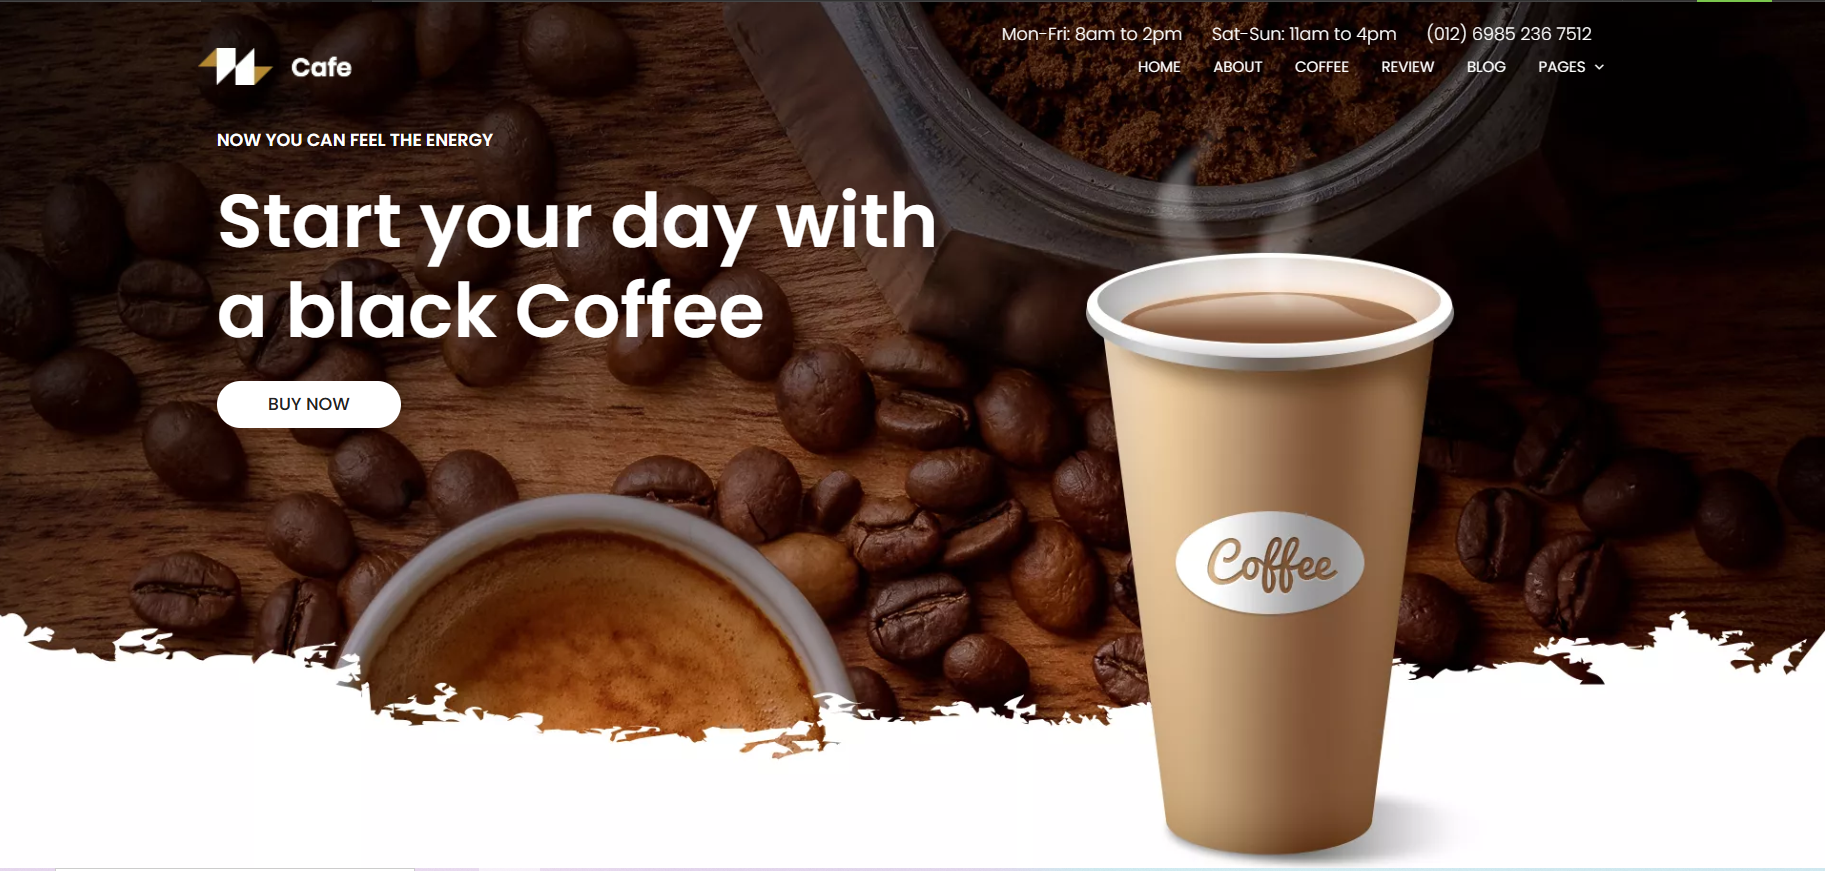 Mon-Fri: 8am to 2pm Sat-Sun: 11am to 4pm (012) 6985 236 7512
Cafe
HOME ABOUT COFFEE REVIEW BLOG PAGES
NOW YOU CAN FEEL THE ENERGY
Start your day with
a black Coffee
BUY NOW
Coffee